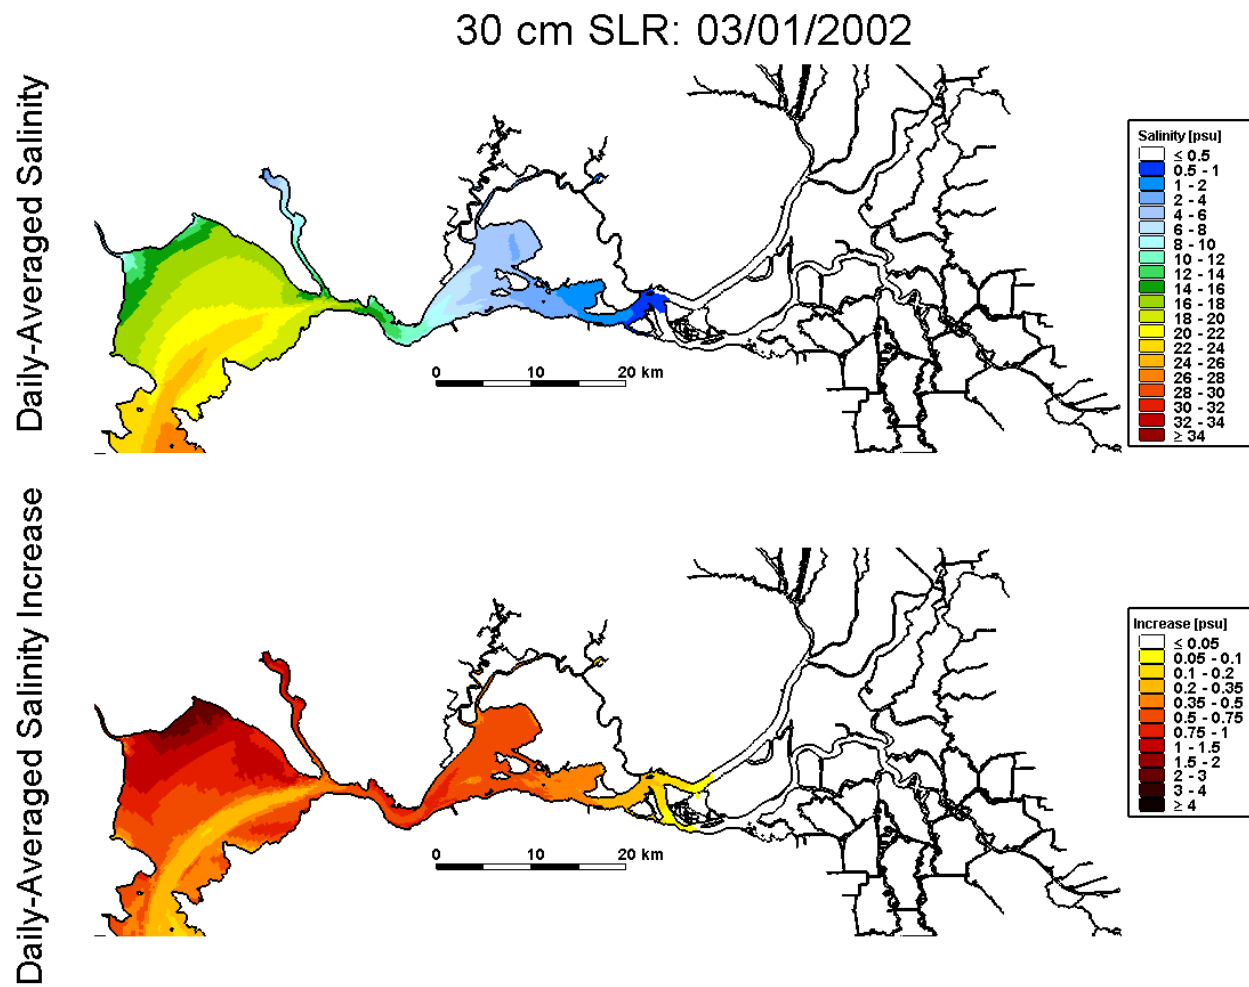 30 cm SLR: 03/01/2002
Daily-Averaged Salinity
Salinity [psu]
≤ 0.5
0.5 - 1
1 - 2
2 - 4
4 - 6
6 - 8
8 - 10
10 - 12
12 - 14
14 - 16
16 - 18
18 - 20
20 - 22
22 - 24
24 - 26
26 - 28
28 - 30
30 - 32
32 - 34
≥ 34
0 10 20 km
Daily-Averaged Salinity Increase
Increase [psu]
≤ 0.05
0.05 - 0.1
0.1 - 0.2
0.2 - 0.35
0.35 - 0.5
0.5 - 0.75
0.75 - 1
1 - 1.5
1.5 - 2
2 - 3
3 - 4
≥ 4
0 10 20 km